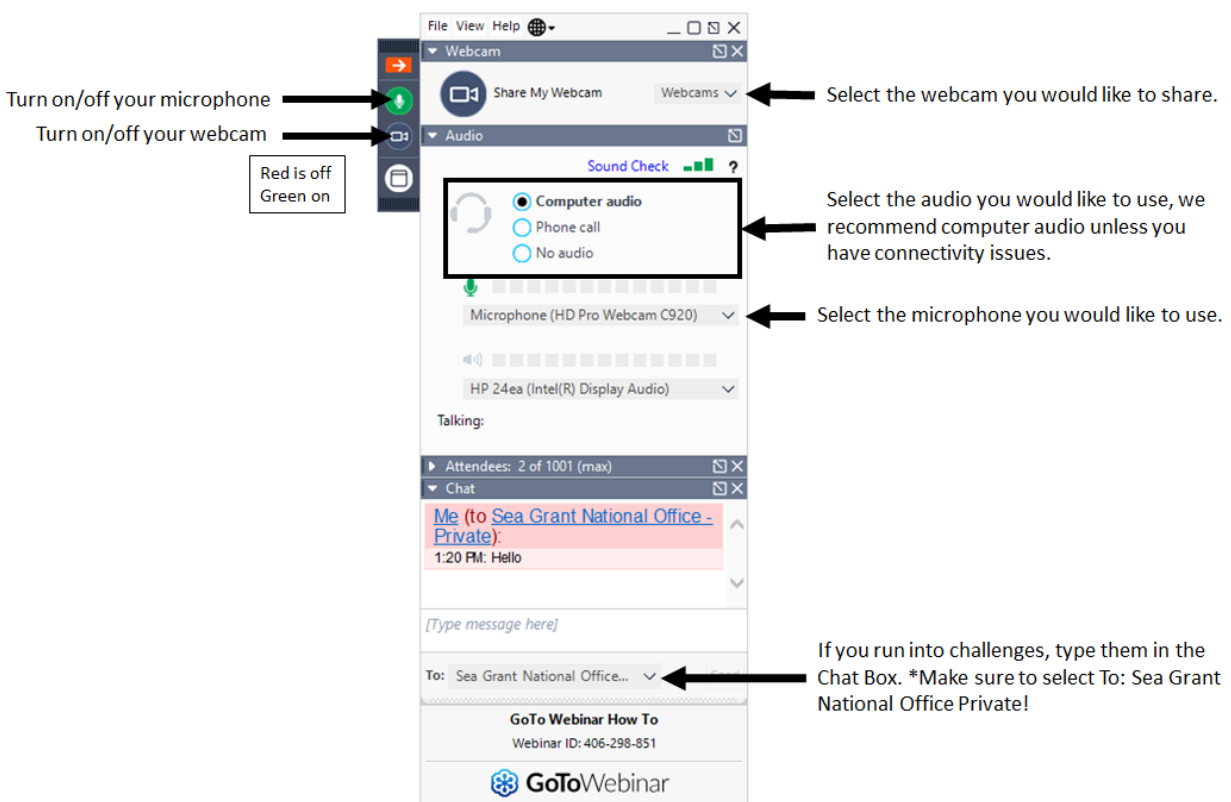 File View Help
Webcam
Turn on/off your microphone
Share My Webcam
Webcams
Select the webcam you would like to share.
Turn on/off your webcam
Audio
Red is off
Green on
Sound Check
?
Computer audio
Phone call
No audio
Select the audio you would like to use, we
recommend computer audio unless you
have connectivity issues.
Microphone (HD Pro Webcam C920)
Select the microphone you would like to use.
HP 24ea (Intel(R) Display Audio)
Talking:
Attendees: 2 of 1001 (max)
Chat
Me (to Sea Grant National Office -
Private):
1:20 PM: Hello
[Type message here]
To: Sea Grant National Office...
If you run into challenges, type them in the
Chat Box. *Make sure to select To: Sea Grant
National Office Private!
GoTo Webinar How To
Webinar ID: 406-298-851
GoToWebinar